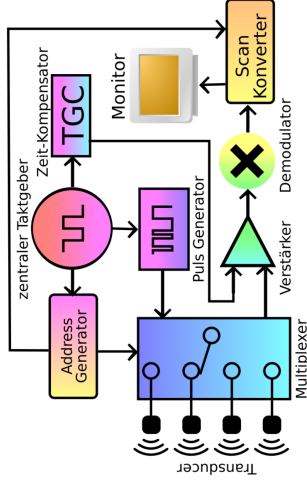 zentraler Taktgeber
Zeit-Kompensator
TGC
Address
Generator
Puls Generator
Monitor
Scan
Konverter
Demodulator
Verstärker
Multiplexer
Transducer